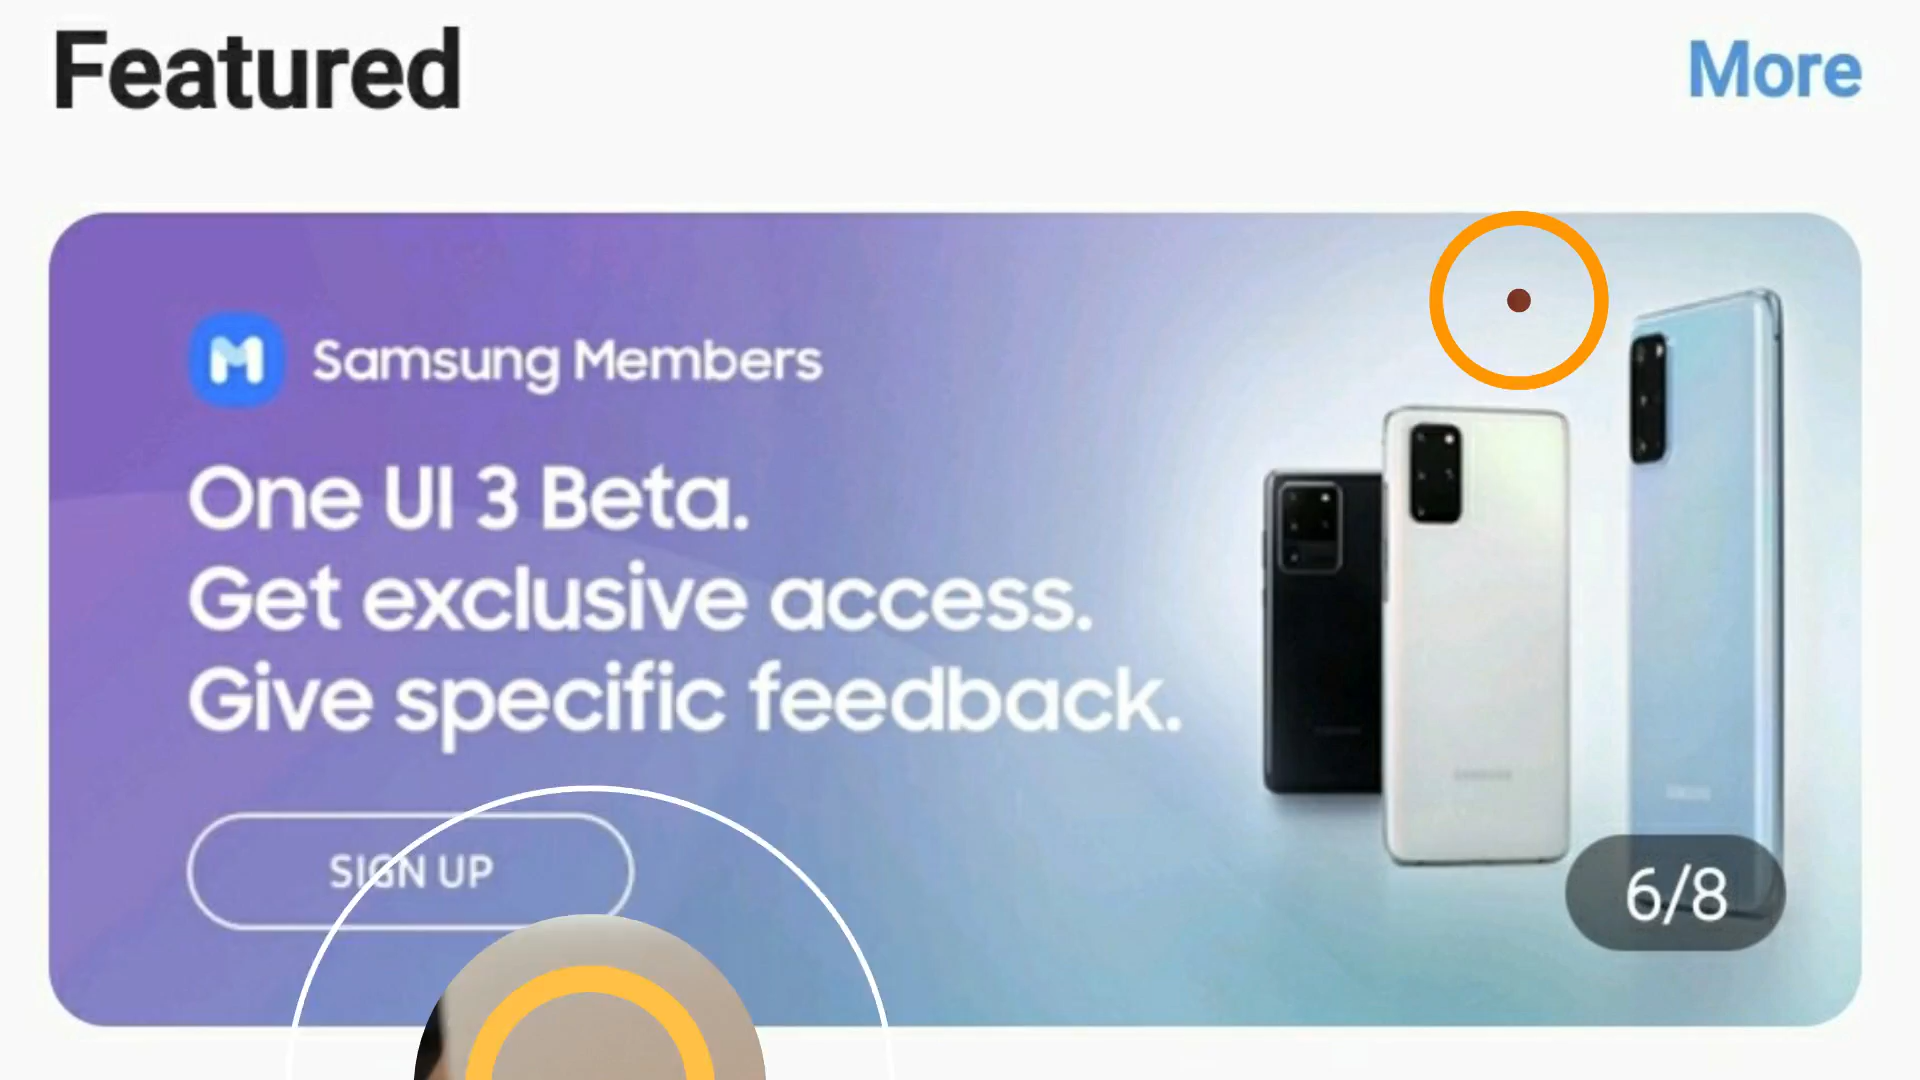 Featured
More
Samsung Members
One UI 3 Beta.
Get exclusive access.
Give specific feedback.
SIGN UP
6/8